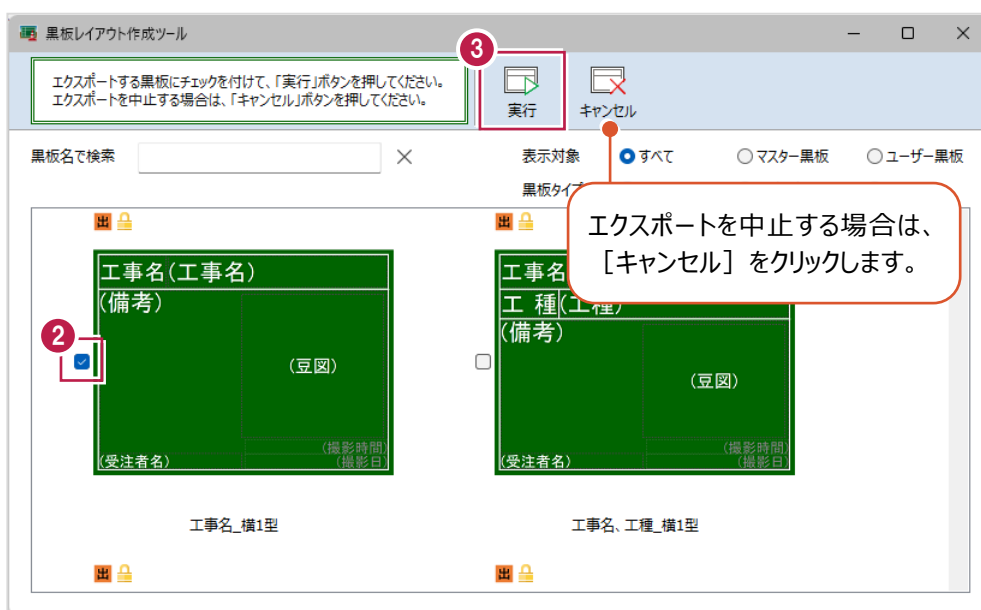 黒板レイアウト作成ツール
3
エクスポートする黒板にチェックを付けて、「実行」ボタンを押してください。
エクスポートを中止する場合は、「キャンセル」ボタンを押してください。
実行
キャンセル
黒板名で検索
表示対象
すべて
マスター黒板
ユーザー黒板
黒板タイプ
エクスポートを中止する場合は、
［キャンセル］をクリックします。
出
出
工事名(工事名)
(備考)
(豆図)
(撮影時間)
(受注者名)
(撮影日)
2
工事名
工 種(工種)
(備考)
(豆図)
(撮影時間)
(受注者名)
(撮影日)
工事名_横1型
工事名、工種_横1型
出
出